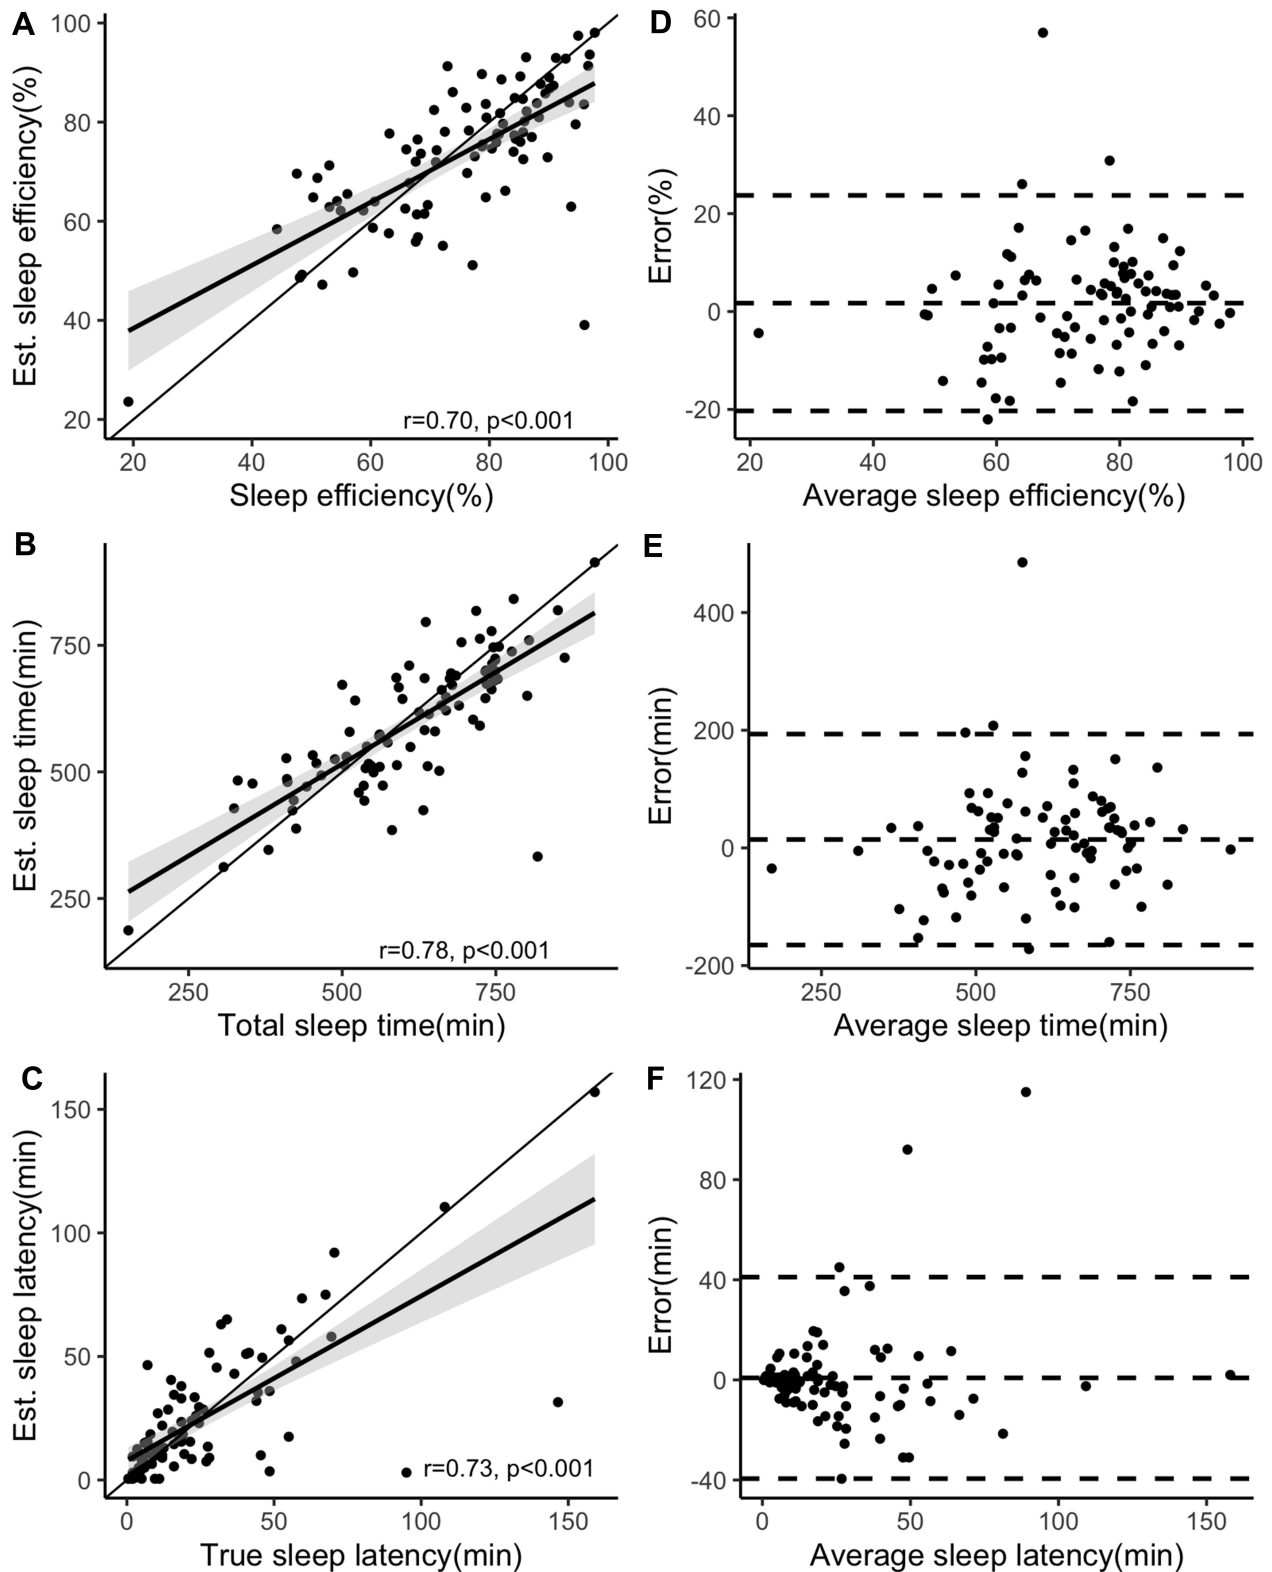 A
Est. sleep efficiency(%)
100
80
60
40
20
r=0.70, p<0.001
20 40 60 80 100
Sleep efficiency(%)
D
Error(%)
60
40
20
0
-20
20 40 60 80 100
Average sleep efficiency(%)
B
Est. sleep time(min)
750
500
250
r=0.78, p<0.001
250 500 750
Total sleep time(min)
E
Error(min)
400
200
0
-200
250 500 750
Average sleep time(min)
C
Est. sleep latency(min)
150
100
50
0
r=0.73, p<0.001
0 50 100 150
True sleep latency(min)
F
Error(min)
120
80
40
0
-40
0 50 100 150
Average sleep latency(min)